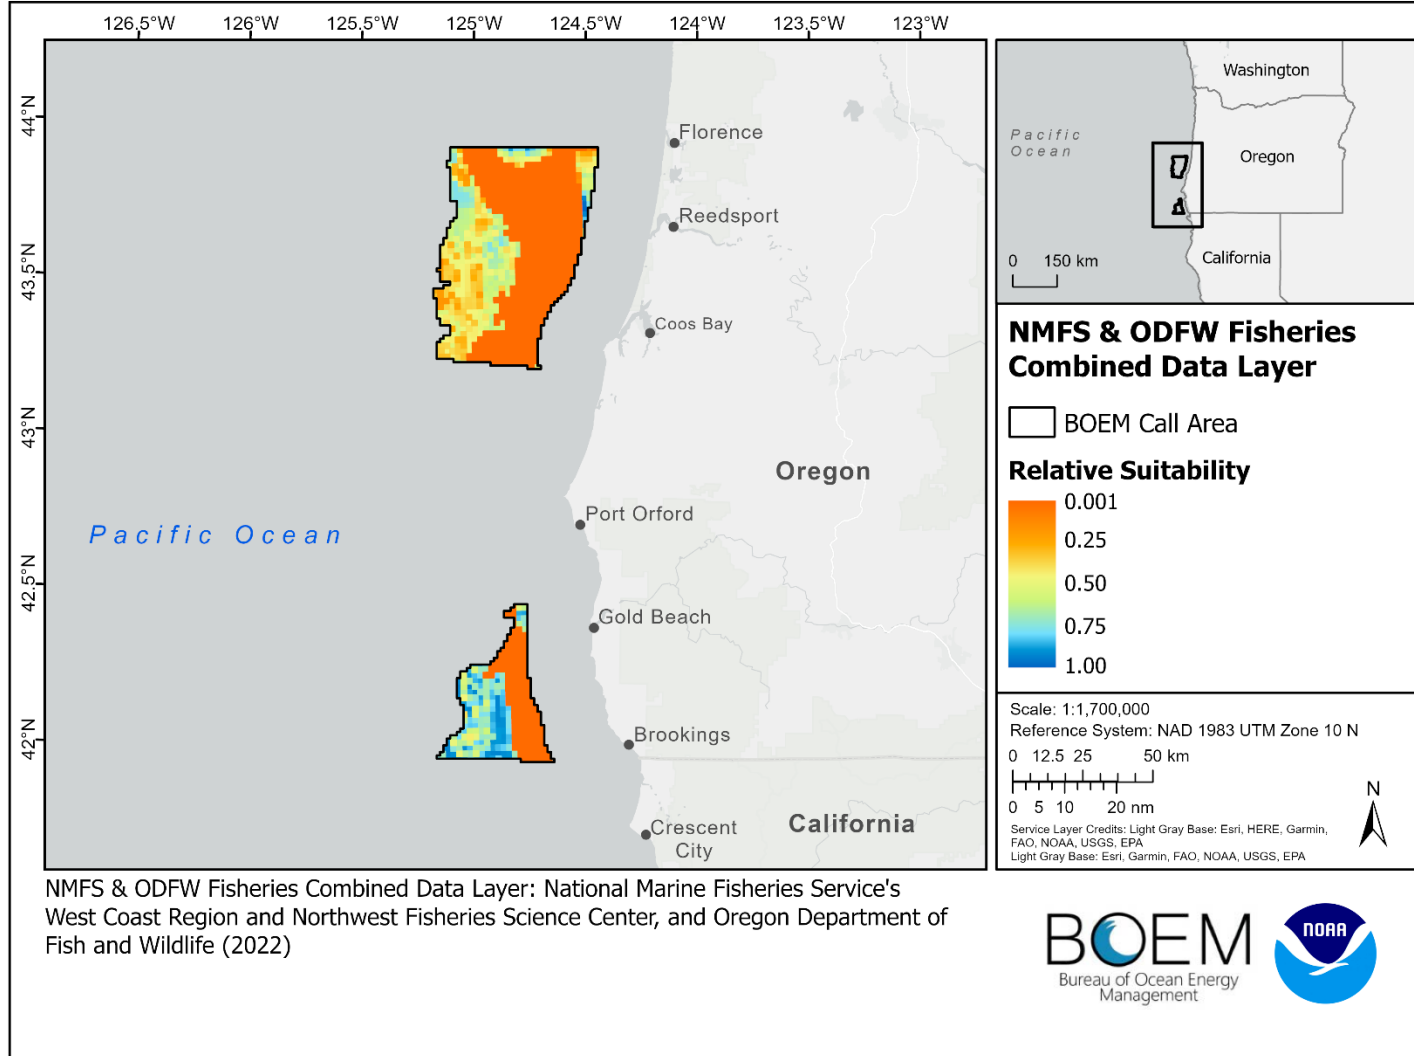 126.5°W 126°W 125.5°W 125°W 124.5°W 124°W 123.5°W 123°W
44°N
43.5°N
43°N
42.5°N
42°N
Florence
Reedsport
Coos Bay
Oregon
Port Orford
Pacific Ocean
Gold Beach
Brookings
California
Crescent
City
Washington
Pacific
Ocean
Oregon
California
0 150 km
NMFS & ODFW Fisheries
Combined Data Layer
BOEM Call Area
Relative Suitability
0.001
0.25
0.50
0.75
1.00
Scale: 1:1,700,000
Reference System: NAD 1983 UTM Zone 10 N
0 12.5 25 50 km
0 5 10 20 nm
N
Service Layer Credits: Light Gray Base: Esri, HERE, Garmin,
FAO, NOAA, USGS, EPA
Light Gray Base: Esri, Garmin, FAO, NOAA, USGS, EPA
NMFS & ODFW Fisheries Combined Data Layer: National Marine Fisheries Service's
West Coast Region and Northwest Fisheries Science Center, and Oregon Department of
Fish and Wildlife (2022)
BOEM
Bureau of Ocean Energy
Management
NOAA